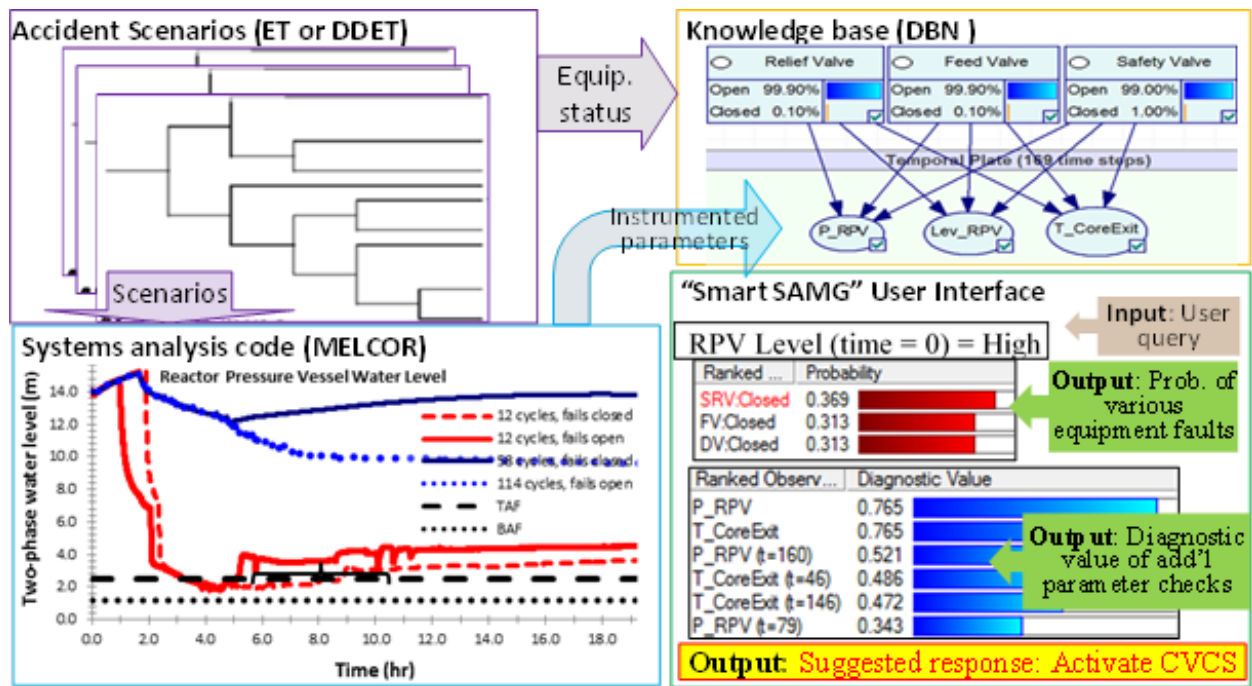 Accident Scenarios (ET or DDET)
Equip.
status
Scenarios
Knowledge base (DBN )
Relief Valve
Open 99.90%
Closed 0.10%
Feed Valve
Open 99.90%
Closed 0.10%
Safety Valve
Open 99.00%
Closed 1.00%
Temporal Plate (169 time steps)
P_RPV
Lev_RPV
T_CoreExit
Instrumented
parameters
Systems analysis code (MELCOR)
Reactor Pressure Vessel Water Level
Two-phase water level (m)
14.0
12.0
10.0
8.0
6.0
4.0
2.0
0.0
12 cycles, fails closed
12 cycles, fails open
58 cycles, fails closed
114 cycles, fails open
TAF
BAF
0.0 2.0 4.0 6.0 8.0 10.0 12.0 14.0 16.0 18.0
Time (hr)
"Smart SAMG" User Interface
Input: User
query
RPV Level (time = 0) = High
Ranked ... Probability
SRV:Closed 0.369
FV:Closed 0.313
DV:Closed 0.313
Output: Prob. of
various
equipment faults
Ranked Observ... Diagnostic Value
P_RPV 0.765
T_CoreExit 0.765
P_RPV (t=160) 0.521
T_CoreExit (t=46) 0.486
T_CoreExit (t=146) 0.472
P_RPV (t=79) 0.343
Output: Diagnostic
value of add'l
parameter checks
Output: Suggested response: Activate CVCS